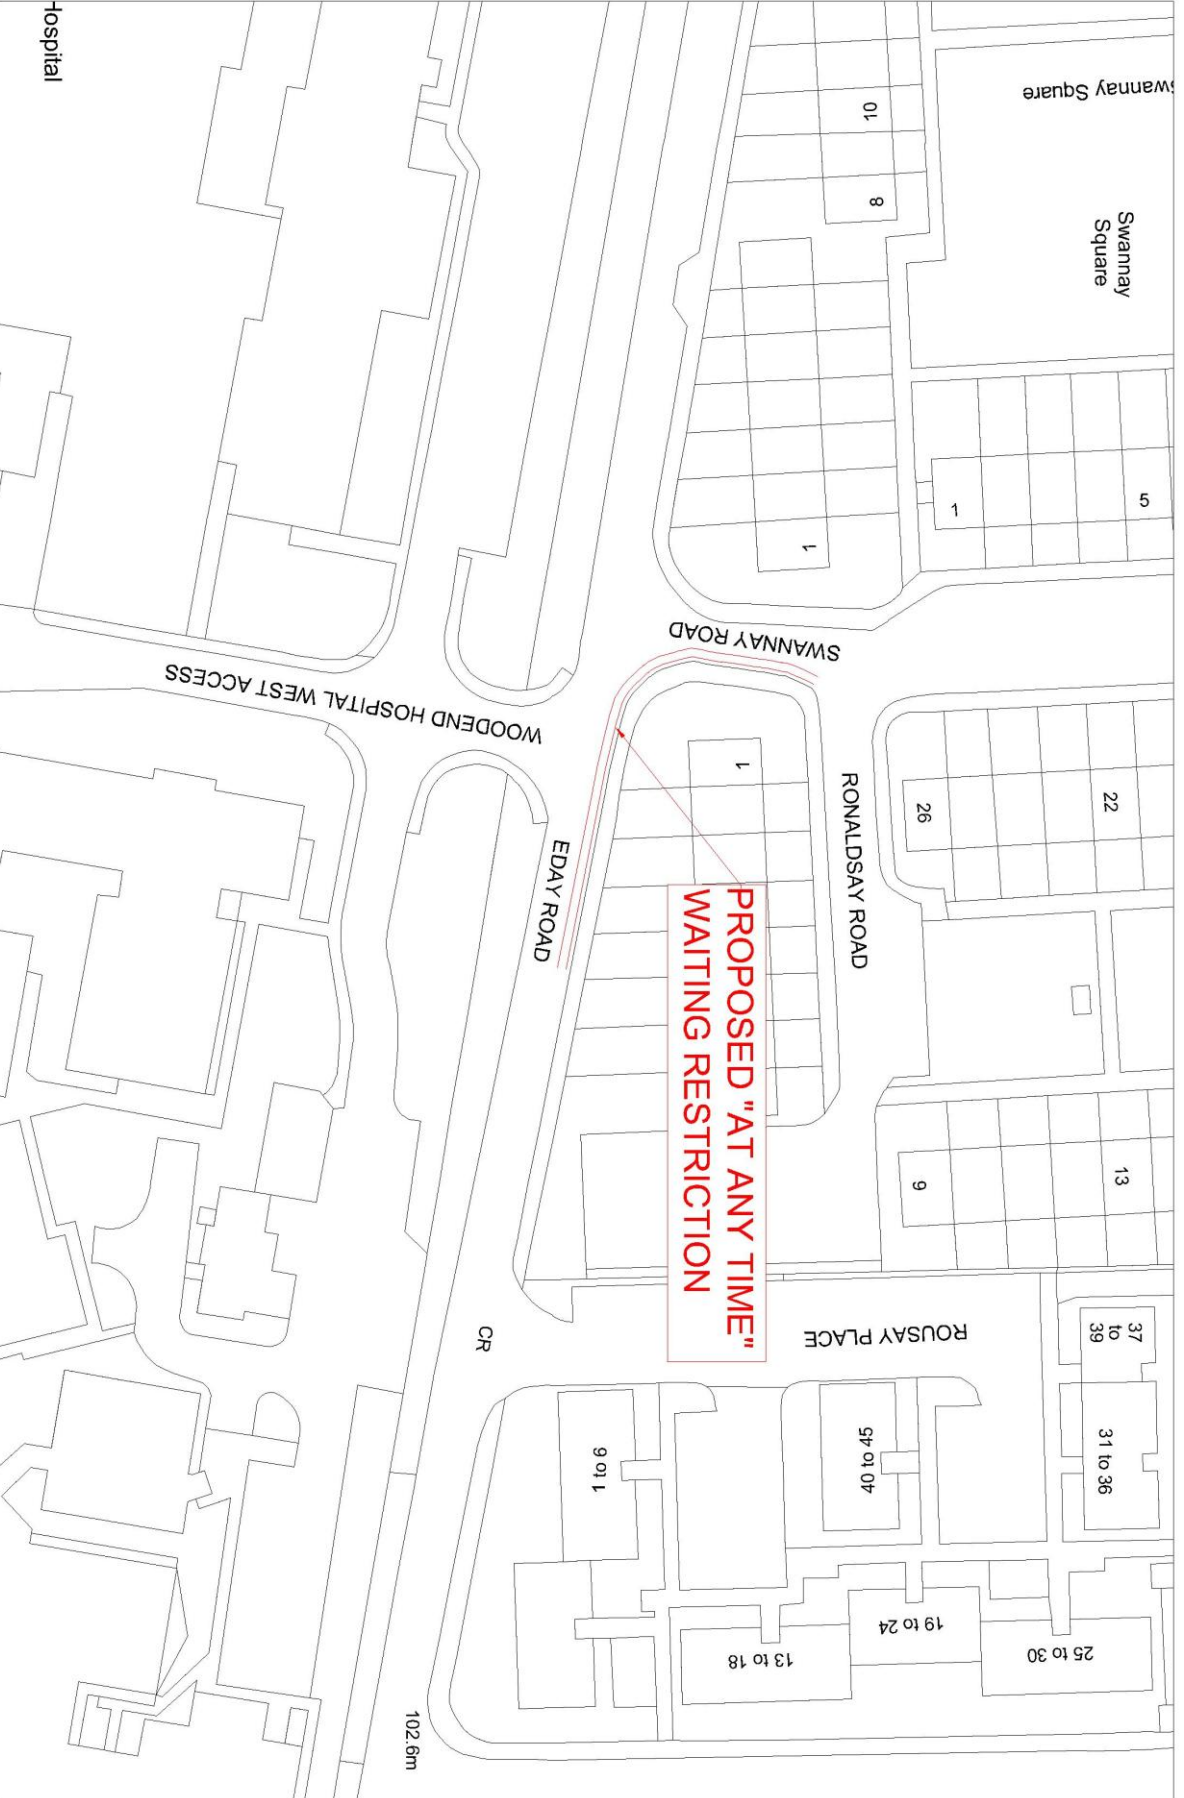 Hospital
wannay Square
Swannay
Square
10
8
1
1
5
SWANNAY ROAD
WOODEND HOSPITAL WEST ACCESS
EDAY ROAD
RONALDSAY ROAD
1
26
22
PROPOSED "AT ANY TIME"
WAITING RESTRICTION
9
13
CR
ROUSAY PLACE
37
to
39
31 to 36
40 to 45
1 to 6
13 to 18
19 to 24
25 to 30
102.6m